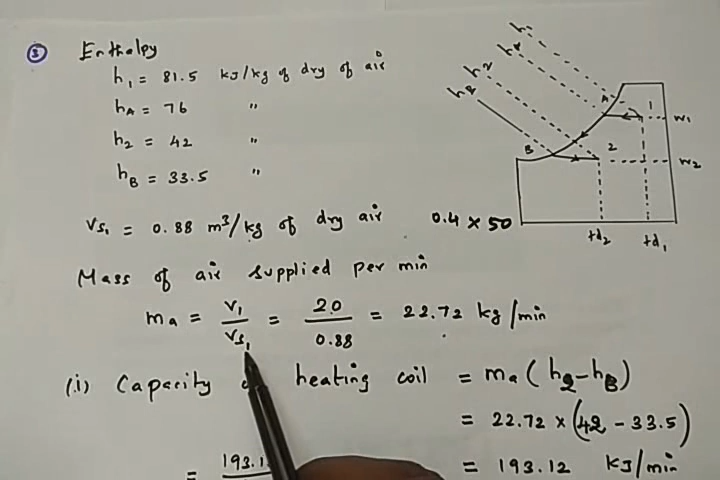 ③ Enthalpy
h₁ = 81.5 kJ/kg of dry of air
hA = 76 "
h₂ = 42 "
hB = 33.5 "
Vs₁ = 0.88 m³/kg of dry air
0.4 × 50
Mass of air supplied per min
ma = V₁/Vs₁ = 20/0.88 = 22.72 kg/min
(i) Capacity heating coil = ma (h2 - hB)
= 22.72 × (42 - 33.5)
= 193.12 kJ/min
= 193.1
hA
h2
hB
A
1
B
2
W₁
W₂
td₂
td₁